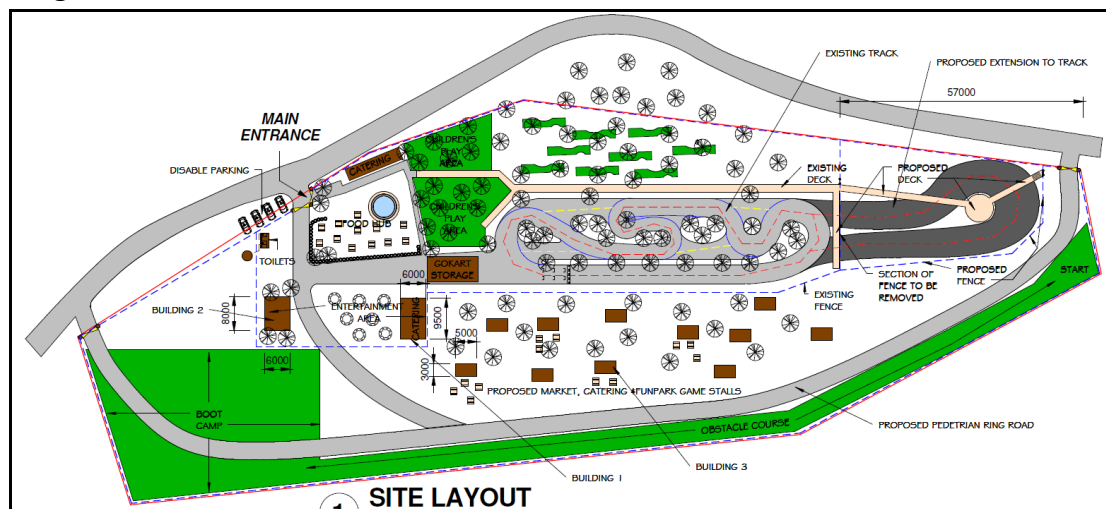 EXISTING TRACK
PROPOSED EXTENSION TO TRACK
57000
MAIN
ENTRANCE
DISABLE PARKING
CATERING
CHILDREN'S
PLAY
AREA
EXISTING
DECK
PROPOSED
DECK
CHILDREN'S
PLAY
AREA
FOOD HUB
TOILETS
GOKART
STORAGE
6000
SECTION OF
FENCE TO BE
REMOVED
PROPOSED
FENCE
START
EXISTING
FENCE
BUILDING 2
8000
ENTERTAINMENT
AREA
CATERING
9500
5000
6000
3000
PROPOSED MARKET, CATERING +FUNPARK GAME STALLS
BOOT
CAMP
OBSTACLE COURSE
PROPOSED PEDETRIAN RING ROAD
BUILDING 3
BUILDING 1
1
SITE LAYOUT